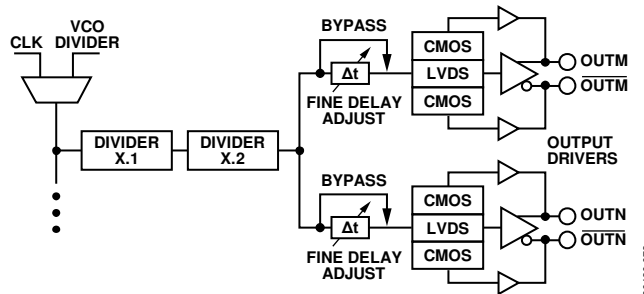 CLK
VCO
DIVIDER
DIVIDER
X.1
DIVIDER
X.2
BYPASS
Δt
FINE DELAY
ADJUST
CMOS
LVDS
CMOS
OUTM
OUTM
OUTPUT
DRIVERS
BYPASS
Δt
FINE DELAY
ADJUST
CMOS
LVDS
CMOS
OUTN
OUTN